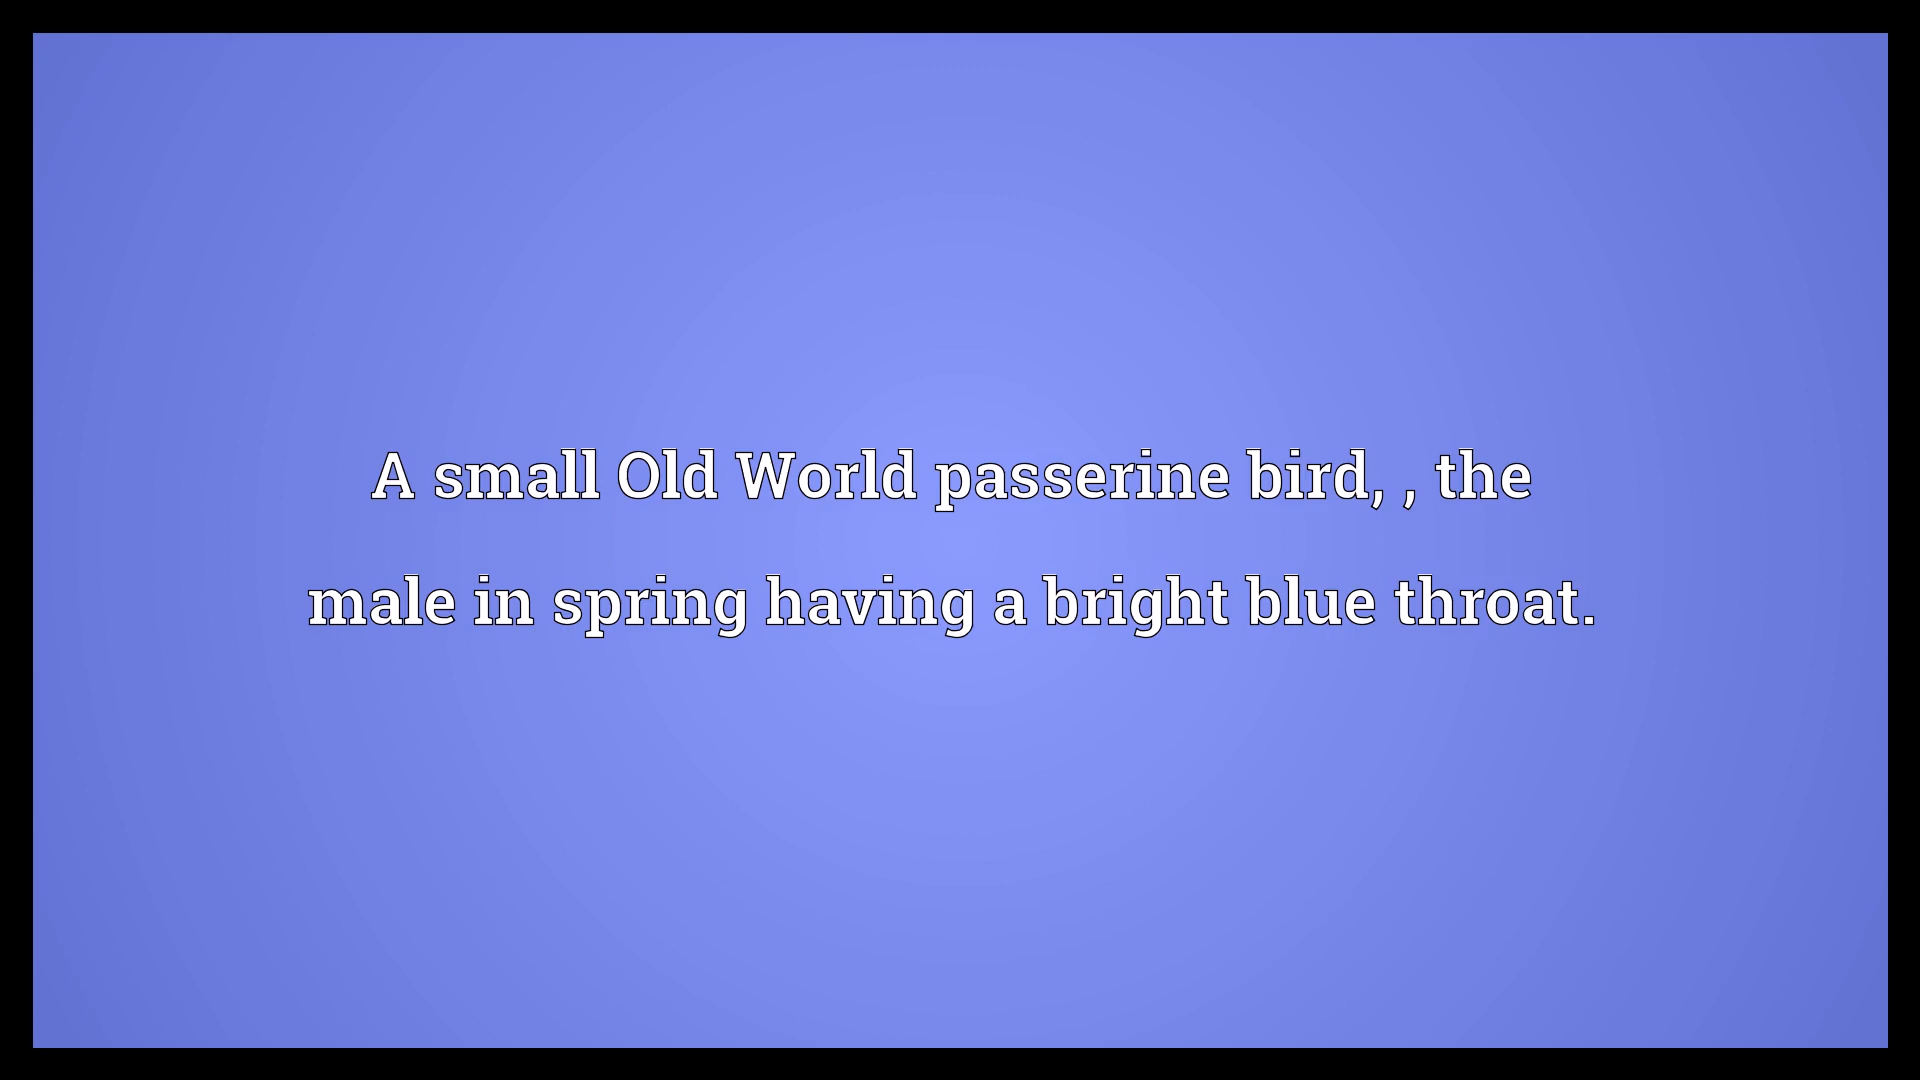 A small Old World passerine bird, , the
male in spring having a bright blue throat.